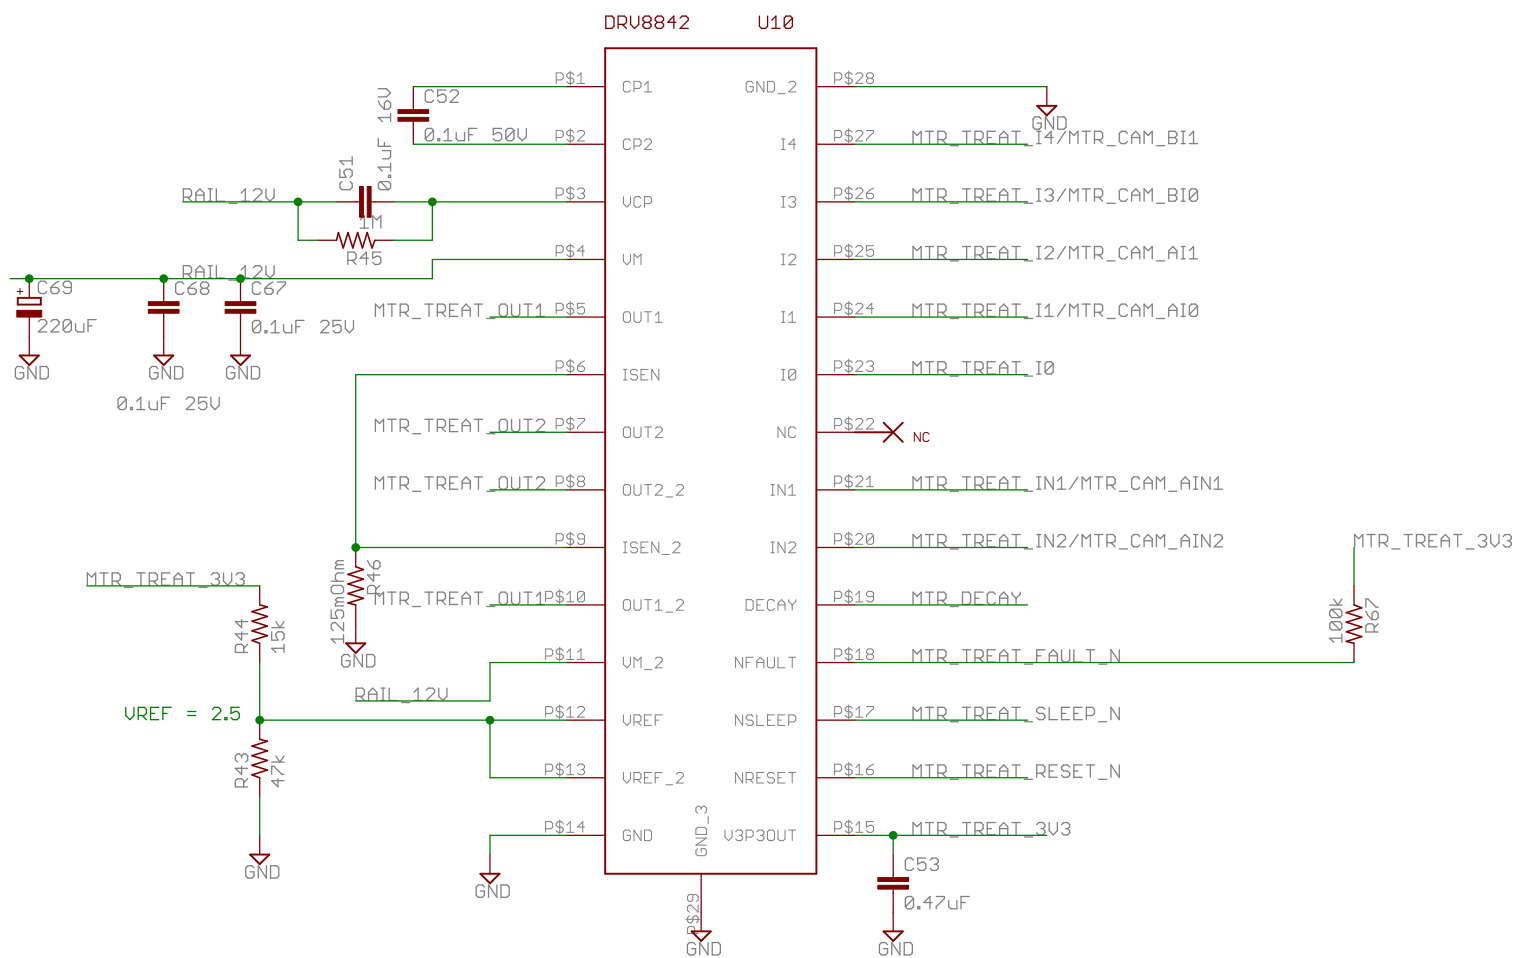 DRV8842 U10
P$1 CP1 GND_2 P$28
C52
0.1uF 50V
0.1uF 16V
GND
P$2 CP2 I4 P$27 MTR_TREAT_I4/MTR_CAM_BI1
C51
RAIL_12V P$3 VCP I3 P$26 MTR_TREAT_I3/MTR_CAM_BI0
1M
R45
P$4 VM I2 P$25 MTR_TREAT_I2/MTR_CAM_AI1
RAIL_12V
+ C69 C68 C67
220uF 0.1uF 25V
MTR_TREAT_OUT1 P$5 OUT1 I1 P$24 MTR_TREAT_I1/MTR_CAM_AI0
GND GND GND
P$6 ISEN I0 P$23 MTR_TREAT_I0
0.1uF 25V
MTR_TREAT_OUT2 P$7 OUT2 NC P$22 NC
MTR_TREAT_OUT2 P$8 OUT2_2 IN1 P$21 MTR_TREAT_IN1/MTR_CAM_AIN1
P$9 ISEN_2 IN2 P$20 MTR_TREAT_IN2/MTR_CAM_AIN2
MTR_TREAT_3V3
MTR_TREAT_3V3
125mOhm R46
MTR_TREAT_OUT1 P$10 OUT1_2 DECAY P$19 MTR_DECAY
100k R67
R44 15k
GND
P$11 VM_2 NFAULT P$18 MTR_TREAT_FAULT_N
RAIL_12V
VREF = 2.5
P$12 VREF NSLEEP P$17 MTR_TREAT_SLEEP_N
R43 47k
P$13 VREF_2 NRESET P$16 MTR_TREAT_RESET_N
P$14 GND GND_3 V3P3OUT P$15 MTR_TREAT_3V3
GND
GND
C53
0.47uF
P$29
GND
GND